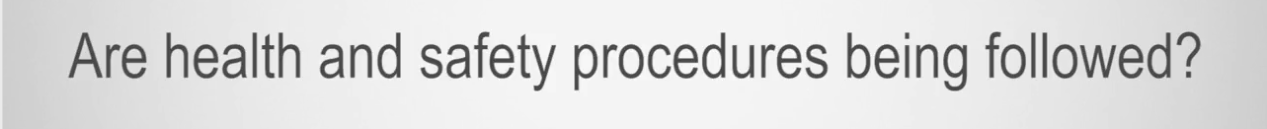 Are health and safety procedures being followed?